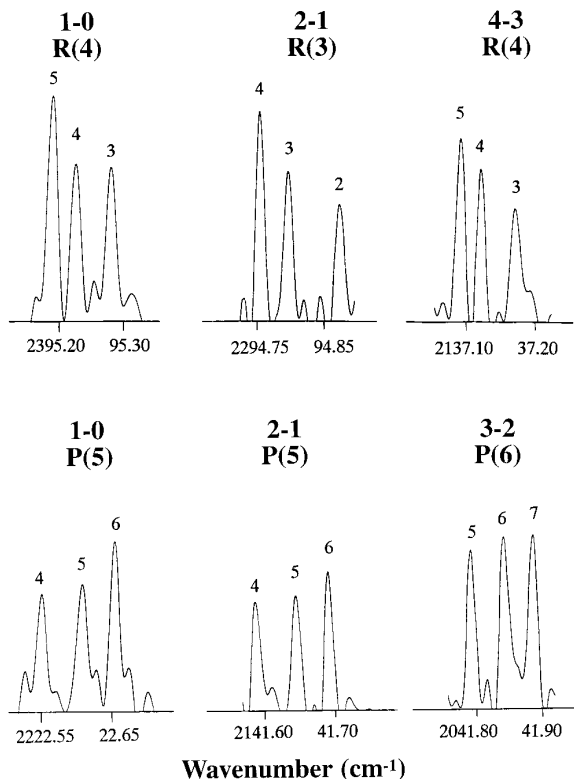 1-0 2-1 4-3
R(4) R(3) R(4)
5 4 3
4 3 2
5 4 3
2395.20 95.30
2294.75 94.85
2137.10 37.20
1-0 2-1 3-2
P(5) P(5) P(6)
4 5 6
4 5 6
5 6 7
2222.55 22.65
2141.60 41.70
2041.80 41.90
Wavenumber (cm-1)